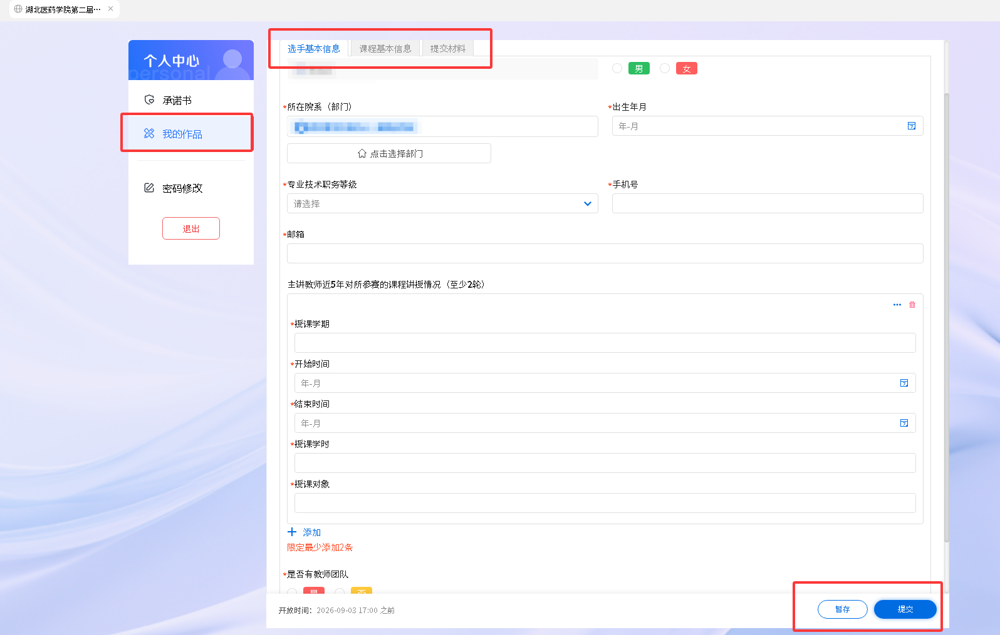 湖北医药学院第二届…
个人中心
personal
承诺书
我的作品
密码修改
退出
选手基本信息
课程基本信息
提交材料
男
女
*所在院系（部门）
*出生年月
年-月
点击选择部门
*专业技术职务等级
*手机号
请选择
*邮箱
主讲教师近5年对所参赛的课程讲授情况（至少2轮）
*授课学期
*开始时间
年-月
*结束时间
年-月
*授课学时
*授课对象
添加
限定最少添加2条
*是否有教师团队
是
否
开放时间：2026-09-03 17:00 之前
暂存
提交